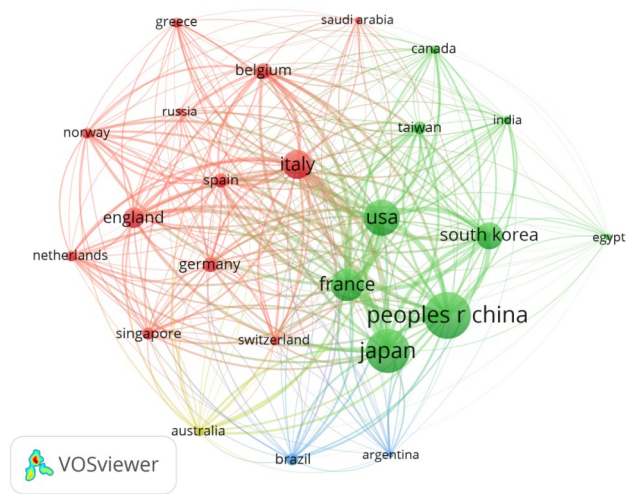 greece
saudi arabia
canada
belgium
russia
india
norway
taiwan
italy
spain
england
usa
south korea
egypt
netherlands
germany
france
peoples r china
singapore
switzerland
japan
australia
brazil
argentina
VOSviewer